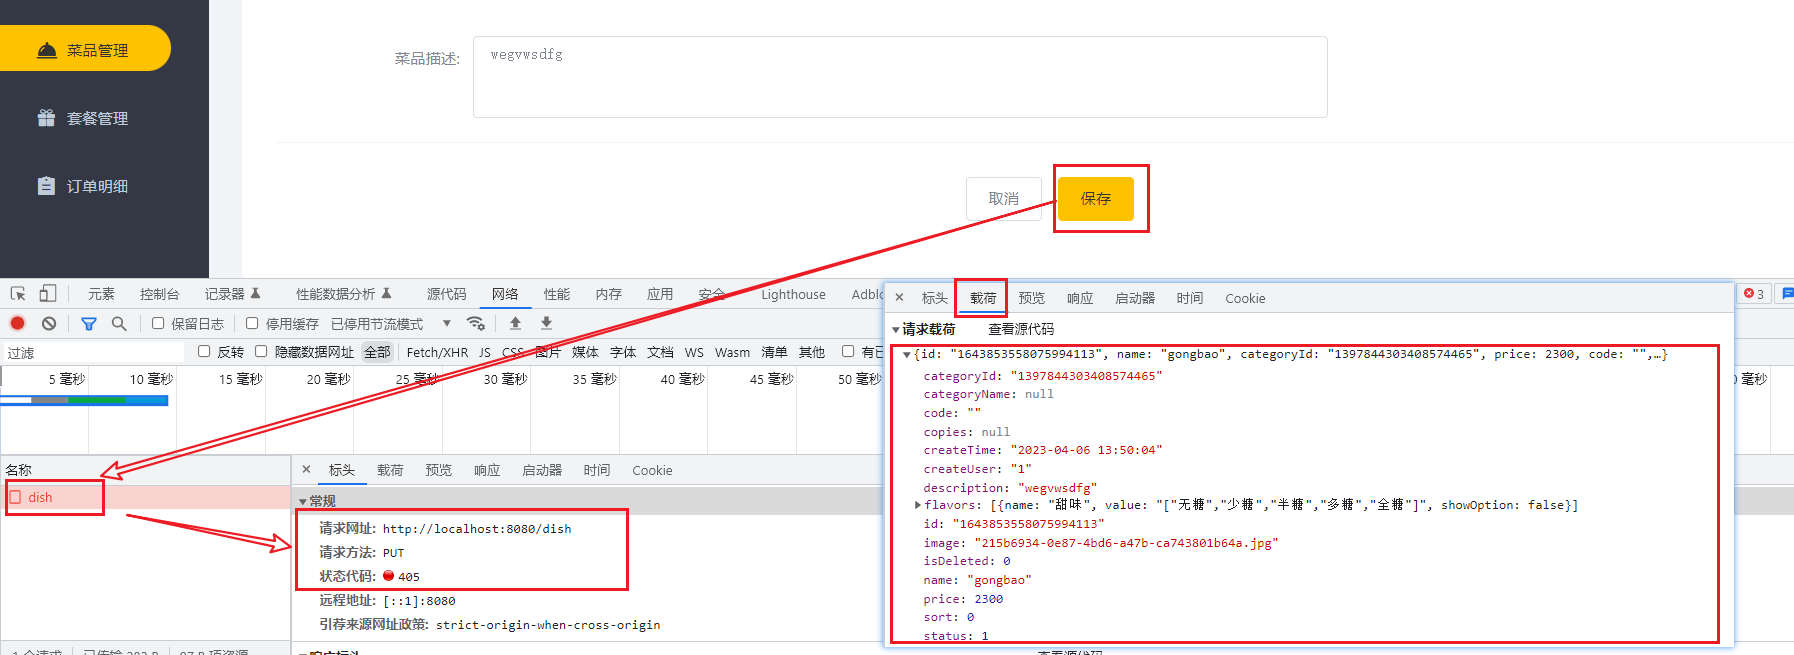 菜品管理
套餐管理
订单明细
菜品描述:
wegvwsdfg
取消
保存
元素 控制台 记录器 性能数据分析 源代码 网络 性能 内存 应用 安全 Lighthouse
3
保留日志 停用缓存 已停用节流模式
过滤
反转 隐藏数据网址 全部 Fetch/XHR JS CSS 图片 媒体 字体 文档 WS Wasm 清单 其他
5 毫秒 10 毫秒 15 毫秒 20 毫秒 25 毫秒 30 毫秒 35 毫秒 40 毫秒 45 毫秒 50 毫秒
毫秒
名称
dish
× 标头 载荷 预览 响应 启动器 时间 Cookie
常规
请求网址: http://localhost:8080/dish
请求方法: PUT
状态代码: 405
远程地址: [::1]:8080
引荐来源网址政策: strict-origin-when-cross-origin
× 标头 载荷 预览 响应 启动器 时间 Cookie
请求载荷 查看源代码
{id: "1643853558075994113", name: "gongbao", categoryId: "1397844303408574465", price: 2300, code: "",…}
categoryId: "1397844303408574465"
categoryName: null
code: ""
copies: null
createTime: "2023-04-06 13:50:04"
createUser: "1"
description: "wegvwsdfg"
flavors: [{name: "甜味", value: "["无糖","少糖","半糖","多糖","全糖"]", showOption: false}]
id: "1643853558075994113"
image: "215b6934-0e87-4bd6-a47b-ca743801b64a.jpg"
isDeleted: 0
name: "gongbao"
price: 2300
sort: 0
status: 1